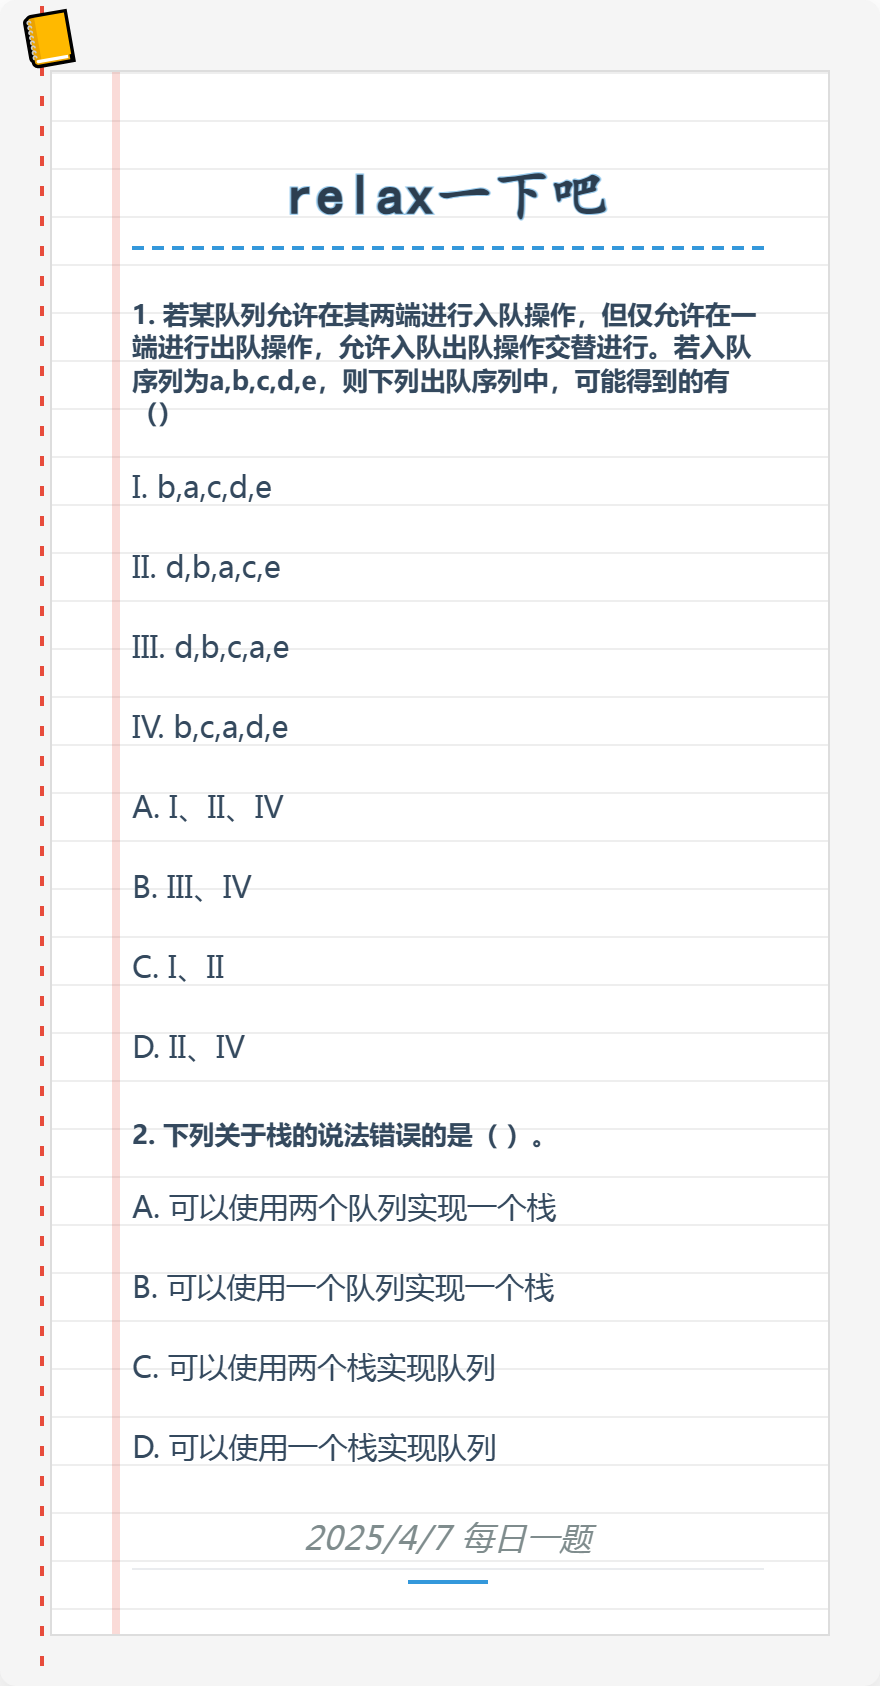 relax一下吧
1. 若某队列允许在其两端进行入队操作，但仅允许在一
端进行出队操作，允许入队出队操作交替进行。若入队
序列为a,b,c,d,e，则下列出队序列中，可能得到的有
（）
I. b,a,c,d,e
II. d,b,a,c,e
III. d,b,c,a,e
IV. b,c,a,d,e
A. I、II、IV
B. III、IV
C. I、II
D. II、IV
2. 下列关于栈的说法错误的是（ ）。
A. 可以使用两个队列实现一个栈
B. 可以使用一个队列实现一个栈
C. 可以使用两个栈实现队列
D. 可以使用一个栈实现队列
2025/4/7 每日一题